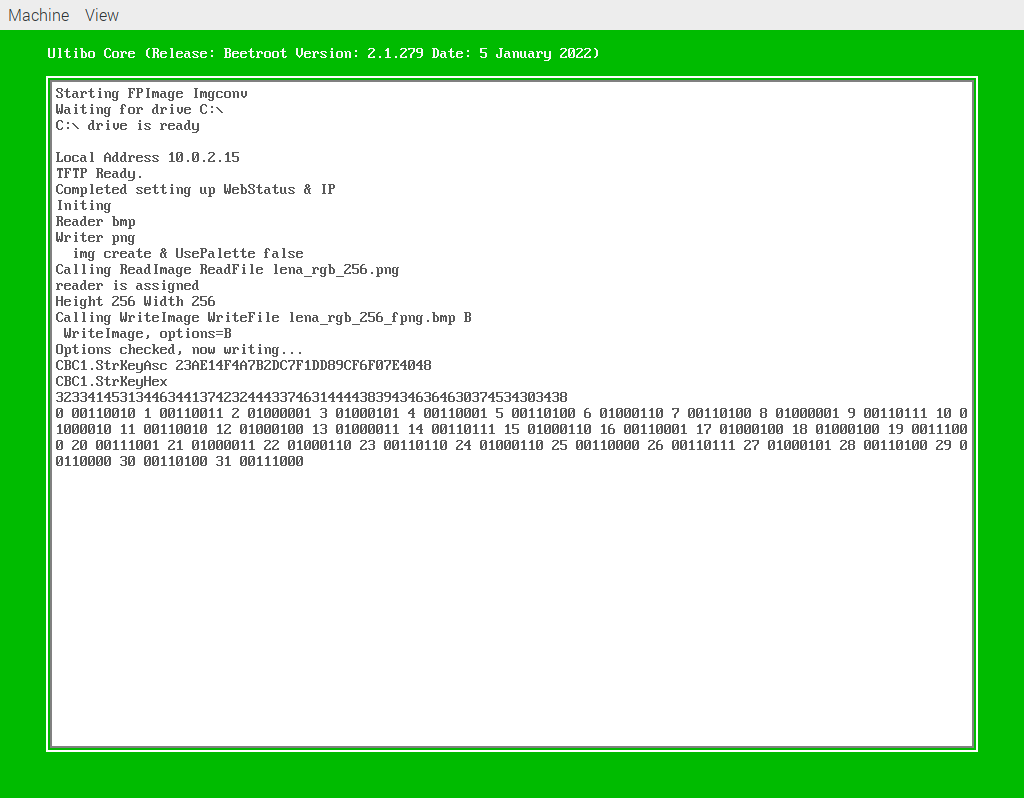 Machine View
Ultibo Core (Release: Beetroot Version: 2.1.279 Date: 5 January 2022)
Starting FPImage Imgconv
Waiting for drive C:\
C:\ drive is ready
Local Address 10.0.2.15
TFTP Ready.
Completed setting up WebStatus & IP
Initing
Reader bmp
Writer png
img create & UsePalette false
Calling ReadImage ReadFile lena_rgb_256.png
reader is assigned
Height 256 Width 256
Calling WriteImage WriteFile lena_rgb_256_fpng.bmp B
WriteImage, options=B
Options checked, now writing...
CBC1.StrKeyAsc 23AE14F4A7B2DC7F1DD89CF6F07E4048
CBC1.StrKeyHex
3233414531344634413742324443374631444438394346364630374534303438
0 00110010 1 00110011 2 01000001 3 01000101 4 00110001 5 00110100 6 01000110 7 00110100 8 01000001 9 00110111 10 0
1000010 11 00110010 12 01000100 13 01000011 14 00110111 15 01000110 16 00110001 17 01000100 18 01000100 19 0011100
0 20 00111001 21 01000011 22 01000110 23 00110110 24 01000110 25 00110000 26 00110111 27 01000101 28 00110100 29 0
0110000 30 00110100 31 00111000